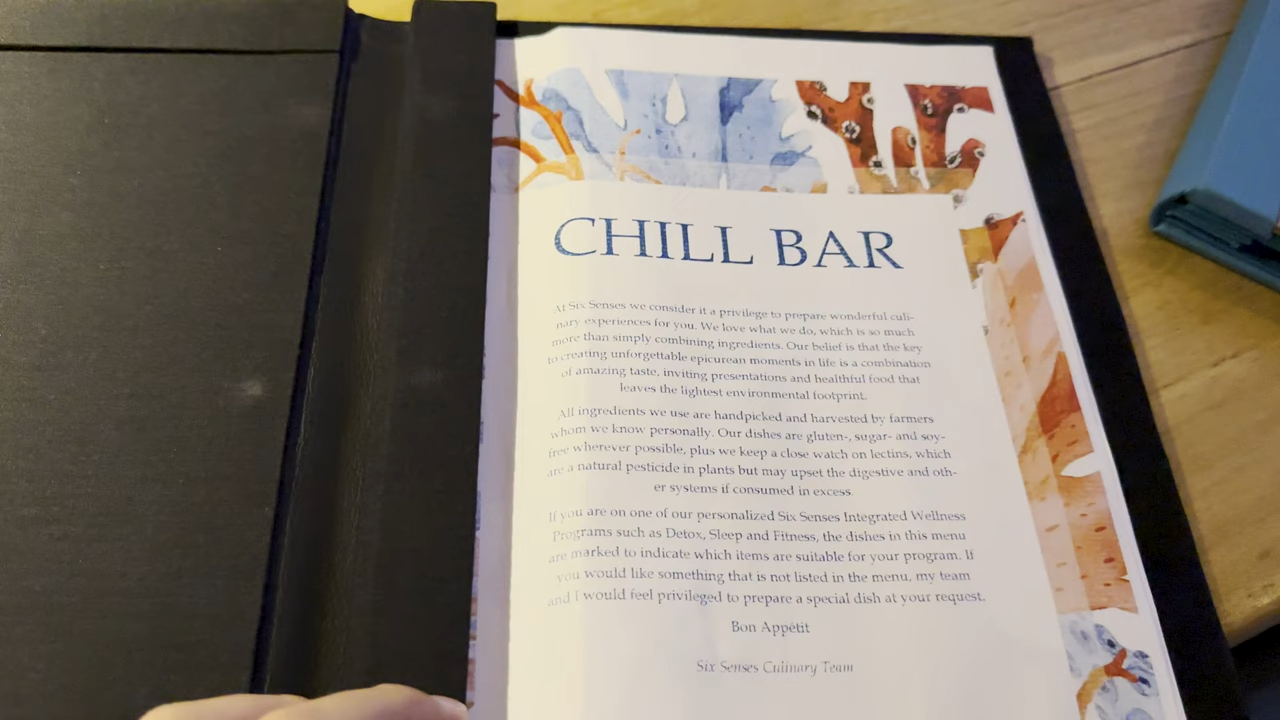 CHILL BAR
At Six Senses we consider it a privilege to prepare wonderful culi-
nary experiences for you. We love what we do, which is so much
more than simply combining ingredients. Our belief is that the key
to creating unforgettable epicurean moments in life is a combination
of amazing taste, inviting presentations and healthful food that
leaves the lightest environmental footprint.
All ingredients we use are handpicked and harvested by farmers
whom we know personally. Our dishes are gluten-, sugar- and soy-
free wherever possible, plus we keep a close watch on lectins, which
are a natural pesticide in plants but may upset the digestive and oth-
er systems if consumed in excess.
If you are on one of our personalized Six Senses Integrated Wellness
Programs such as Detox, Sleep and Fitness, the dishes in this menu
are marked to indicate which items are suitable for your program. If
you would like something that is not listed in the menu, my team
and I would feel privileged to prepare a special dish at your request.
Bon Appétit
Six Senses Culinary Team